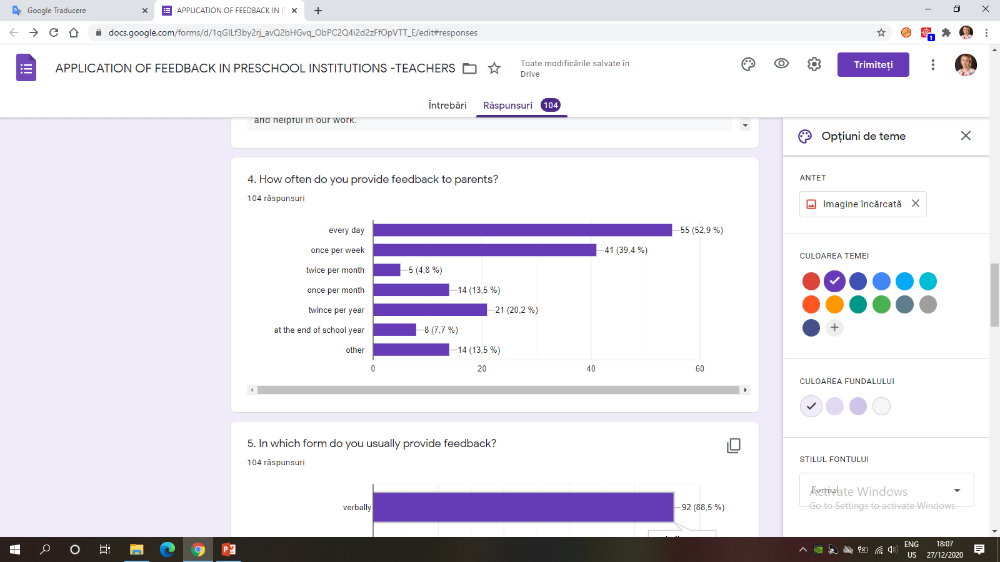 Google Traducere
APPLICATION OF FEEDBACK IN P
docs.google.com/forms/d/1qGlLf3by2rj_avQ2bHGvq_ObPC2Q4i2d2zFfOpVTT_E/edit#responses
1
APPLICATION OF FEEDBACK IN PRESCHOOL INSTITUTIONS -TEACHERS
Toate modificările salvate în
Drive
Trimiteți
Întrebări
Răspunsuri 104
and helpful in our work.
4. How often do you provide feedback to parents?
104 răspunsuri
every day 55 (52,9 %)
once per week 41 (39,4 %)
twice per month 5 (4,8 %)
once per month 14 (13,5 %)
twince per year 21 (20,2 %)
at the end of school year 8 (7,7 %)
other 14 (13,5 %)
0 20 40 60
5. In which form do you usually provide feedback?
104 răspunsuri
verbally 92 (88,5 %)
Opțiuni de teme
ANTET
Imagine încărcată
CULOAREA TEMEI
CULOAREA FUNDALULUI
STILUL FONTULUI
Formal
Activate Windows
Go to Settings to activate Windows.
ENG
US
18:07
27/12/2020